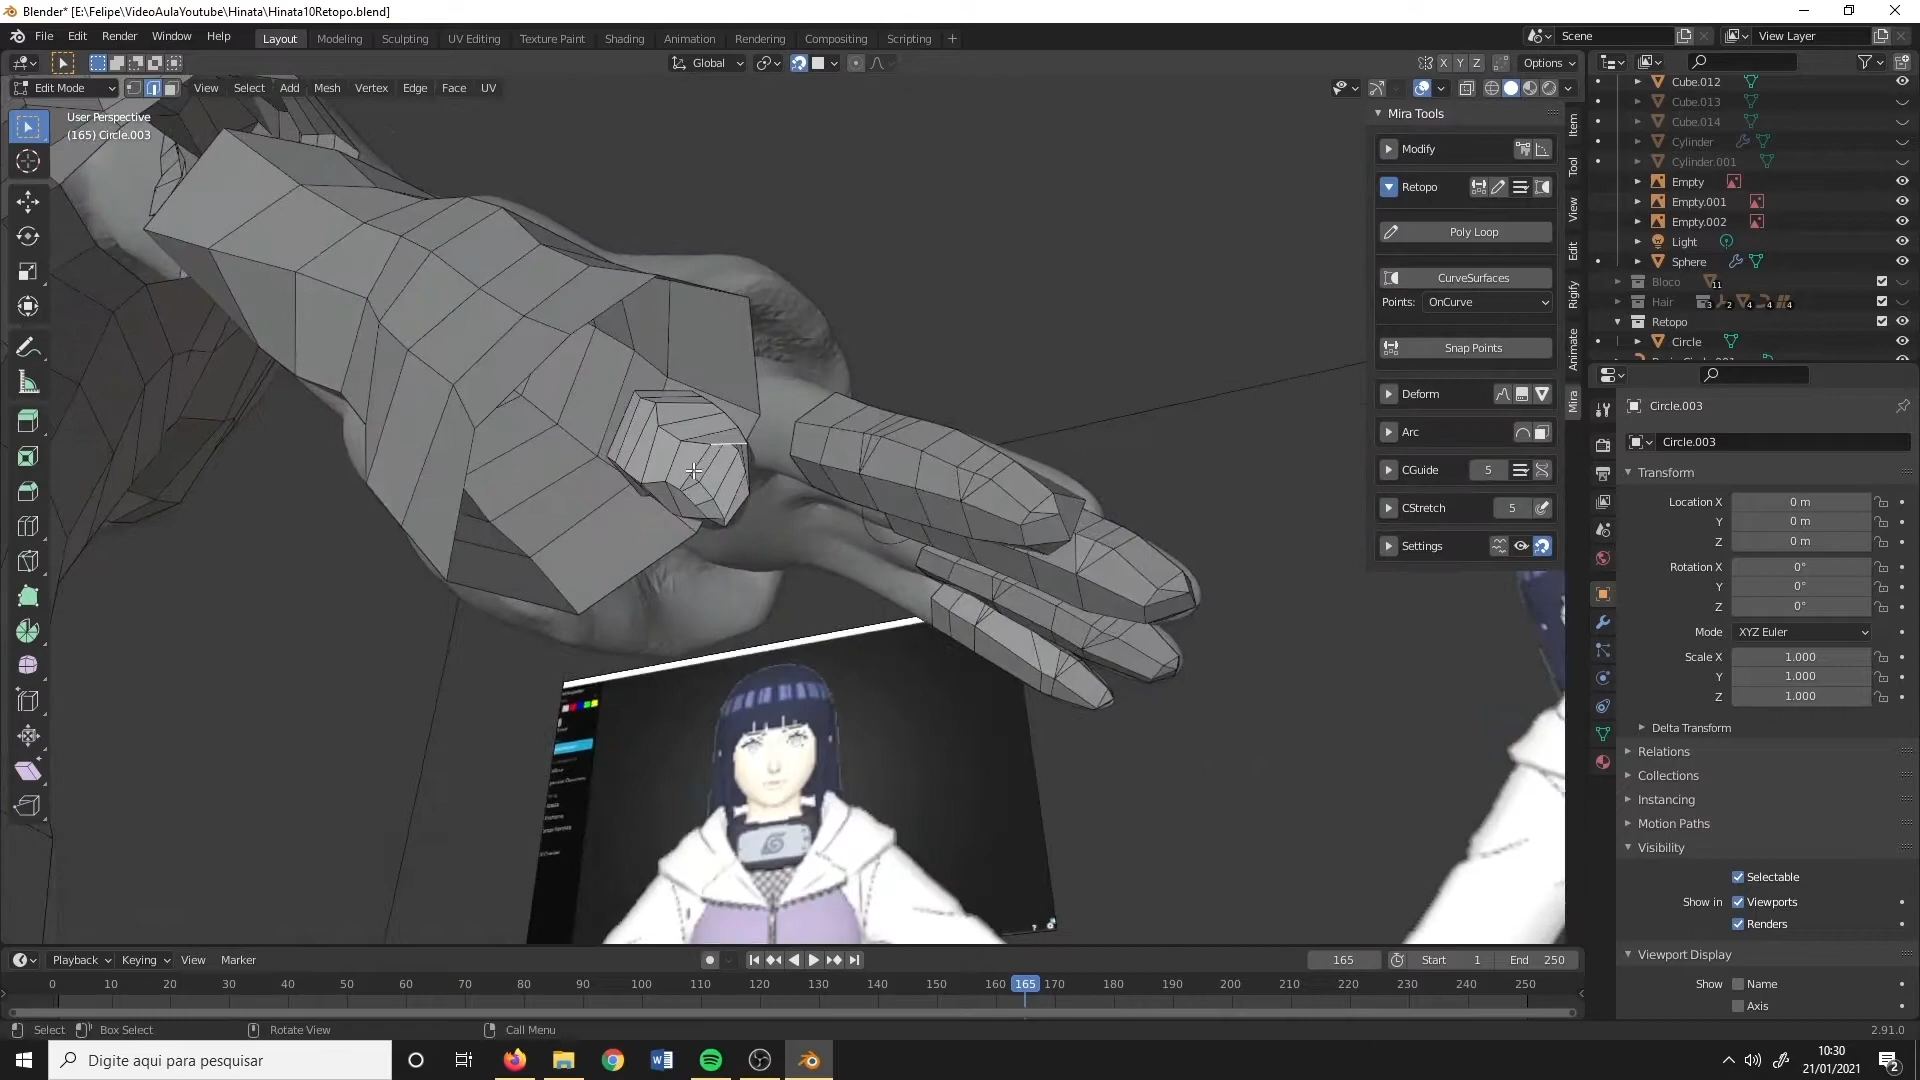 Blender* [E:\Felipe\VideoAulaYoutube\Hinata\Hinata10Retopo.blend]
File Edit Render Window Help Layout Modeling Sculpting UV Editing Texture Paint Shading Animation Rendering Compositing Scripting + Scene View Layer
Global X Y Z Options
Edit Mode View Select Add Mesh Vertex Edge Face UV
User Perspective
(165) Circle.003
Mira Tools
Modify
Retopo
Poly Loop
CurveSurfaces
Points: OnCurve
Snap Points
Deform
Arc
CGuide 5
CStretch 5
Settings
Item
Tool
View
Edit
Rigify
Animate
Mira
Cube.012
Cube.013
Cube.014
Cylinder
Cylinder.001
Empty
Empty.001
Empty.002
Light
Sphere
Bloco 11
Hair 3 2 4 4 4
Retopo
Circle
Circle.003
Circle.003
Transform
Location X 0 m
Y 0 m
Z 0 m
Rotation X 0°
Y 0°
Z 0°
Mode XYZ Euler
Scale X 1.000
Y 1.000
Z 1.000
Delta Transform
Relations
Collections
Instancing
Motion Paths
Visibility
Selectable
Show in Viewports
Renders
Viewport Display
Show Name
Axis
Playback Keying View Marker 165 Start 1 End 250
0 10 20 30 40 50 60 70 80 90 100 110 120 130 140 150 160 165 170 180 190 200 210 220 230 240 250
Select Box Select Rotate View Call Menu 2.91.0
Digite aqui para pesquisar
10:30
21/01/2021
2